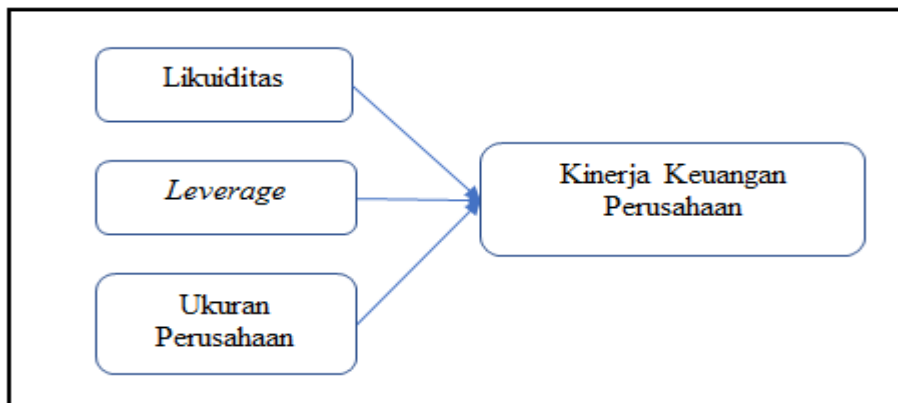 Likuiditas
Leverage
Ukuran
Perusahaan
Kinerja Keuangan
Perusahaan